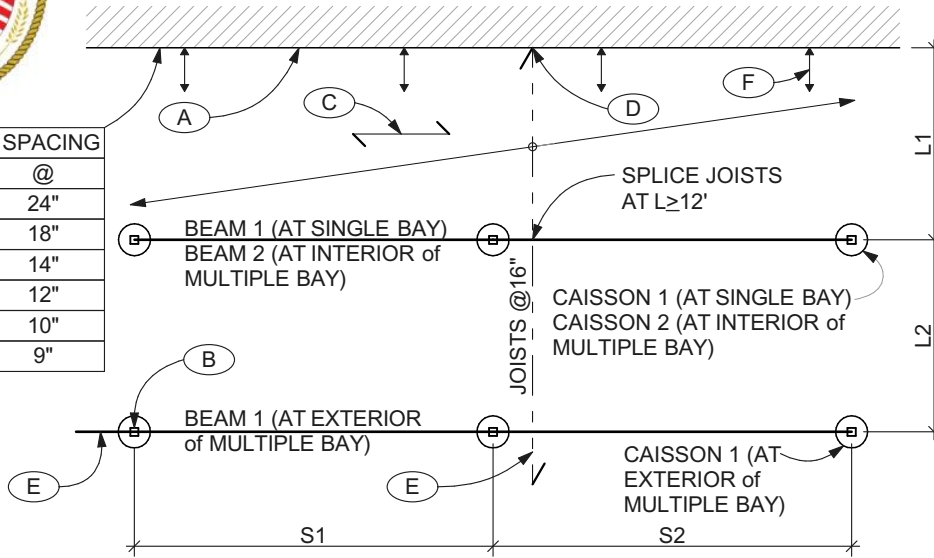 A
C
D
F
L1
SPACING
@
24"
18"
14"
12"
10"
9"
SPLICE JOISTS
AT L≥12'
BEAM 1 (AT SINGLE BAY)
BEAM 2 (AT INTERIOR of
MULTIPLE BAY)
JOISTS @16"
CAISSON 1 (AT SINGLE BAY)
CAISSON 2 (AT INTERIOR of
MULTIPLE BAY)
L2
B
BEAM 1 (AT EXTERIOR
of MULTIPLE BAY)
CAISSON 1 (AT
EXTERIOR of
MULTIPLE BAY)
E
E
S1
S2